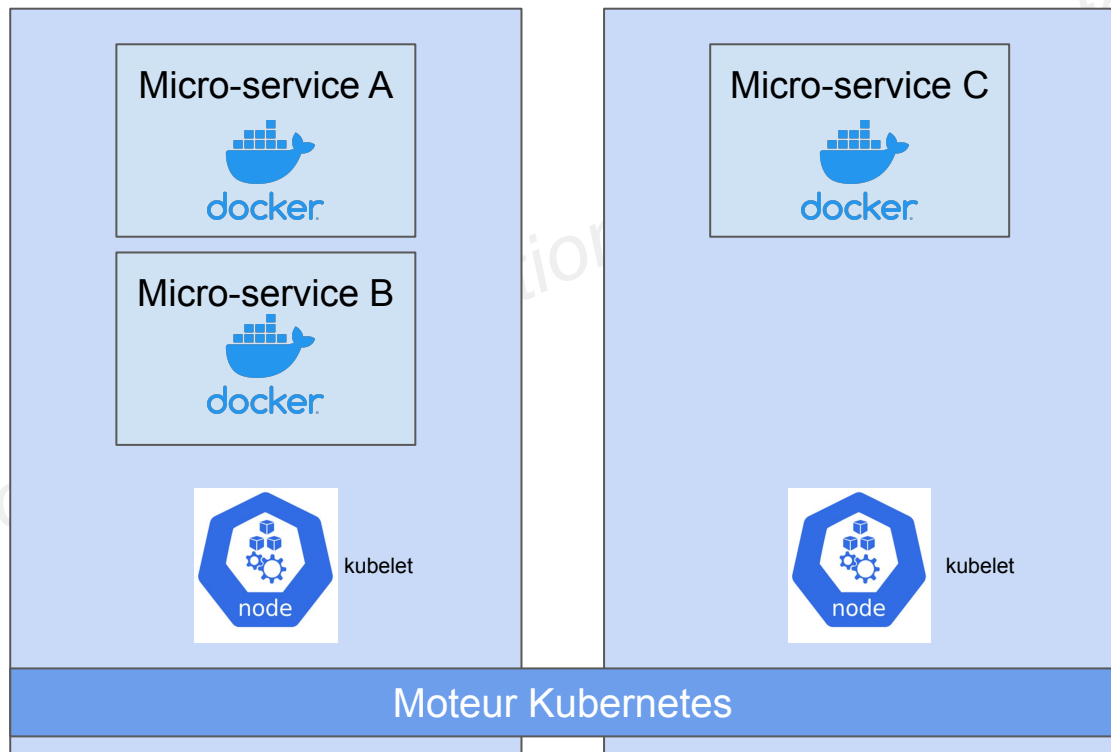 Micro-service A
docker
Micro-service B
docker
node
kubelet
Micro-service C
docker
node
kubelet
Moteur Kubernetes